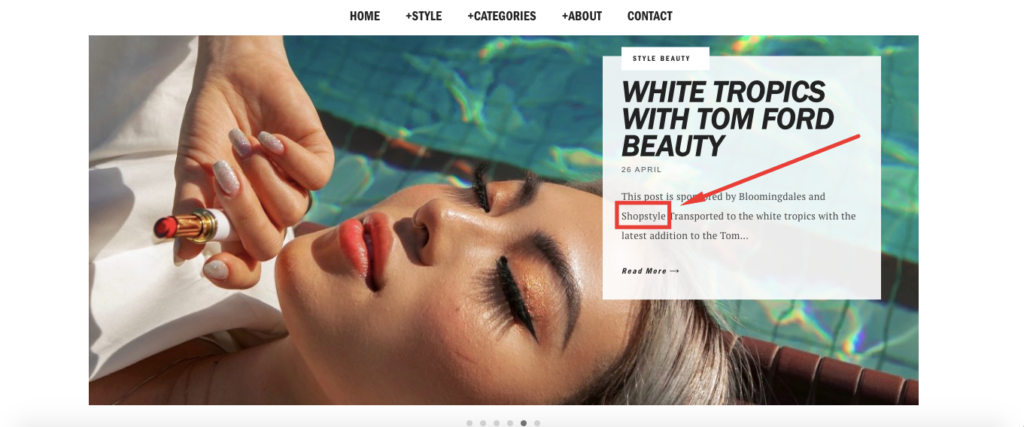 HOME +STYLE +CATEGORIES +ABOUT CONTACT
STYLE BEAUTY
WHITE TROPICS
WITH TOM FORD
BEAUTY
26 APRIL
This post is sponsored by Bloomingdales and
Shopstyle Transported to the white tropics with the
latest addition to the Tom...
Read More →